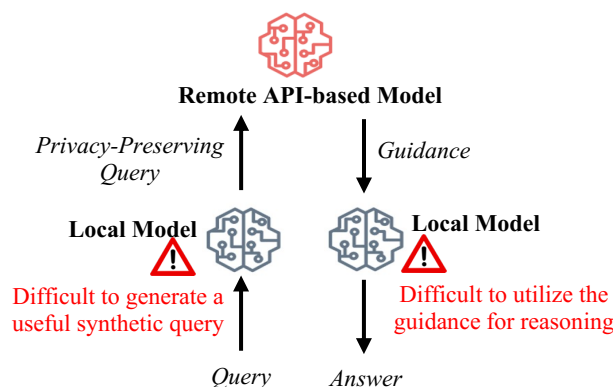 Remote API-based Model
Privacy-Preserving
Query
Guidance
Local Model
Local Model
Difficult to generate a
useful synthetic query
Difficult to utilize the
guidance for reasoning
Query
Answer